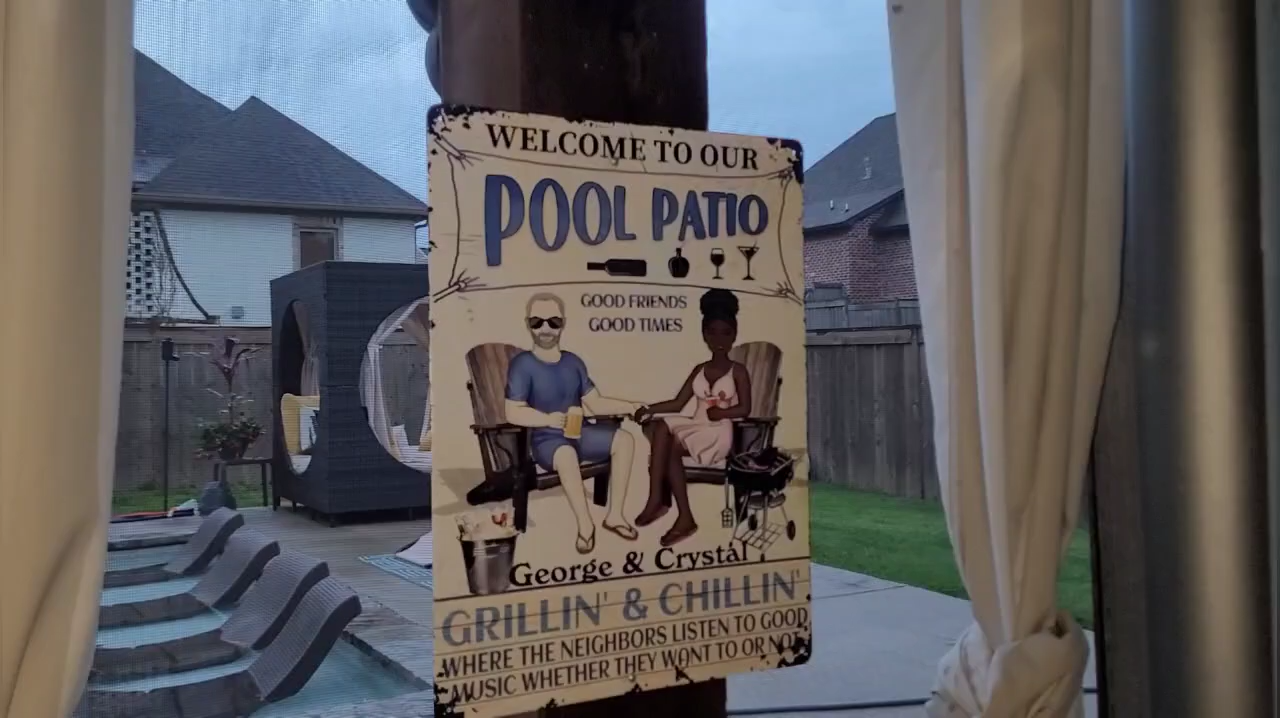 WELCOME TO OUR
POOL PATIO
GOOD FRIENDS
GOOD TIMES
George & Crystal
GRILLIN' & CHILLIN'
WHERE THE NEIGHBORS LISTEN TO GOOD
MUSIC WHETHER THEY WANT TO OR NOT